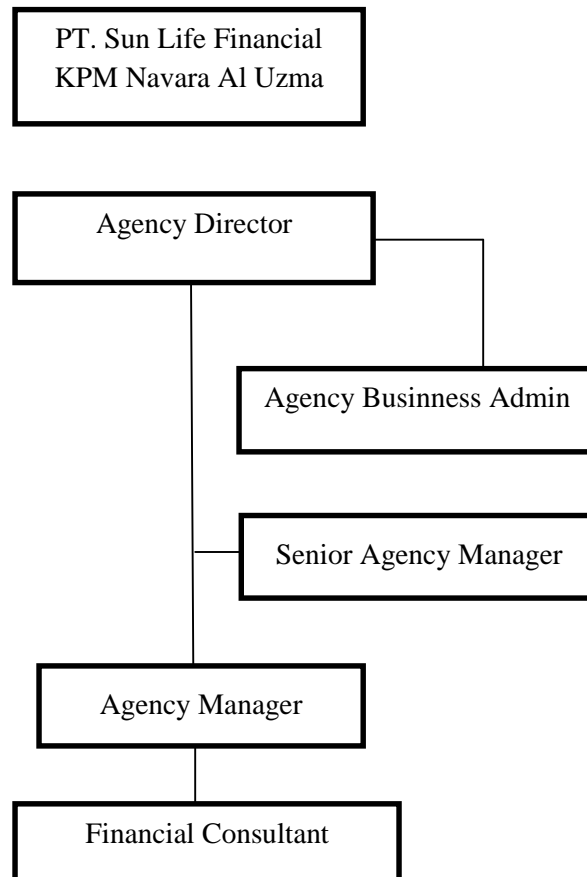 PT. Sun Life Financial
KPM Navara Al Uzma
Agency Director
Agency Businness Admin
Senior Agency Manager
Agency Manager
Financial Consultant